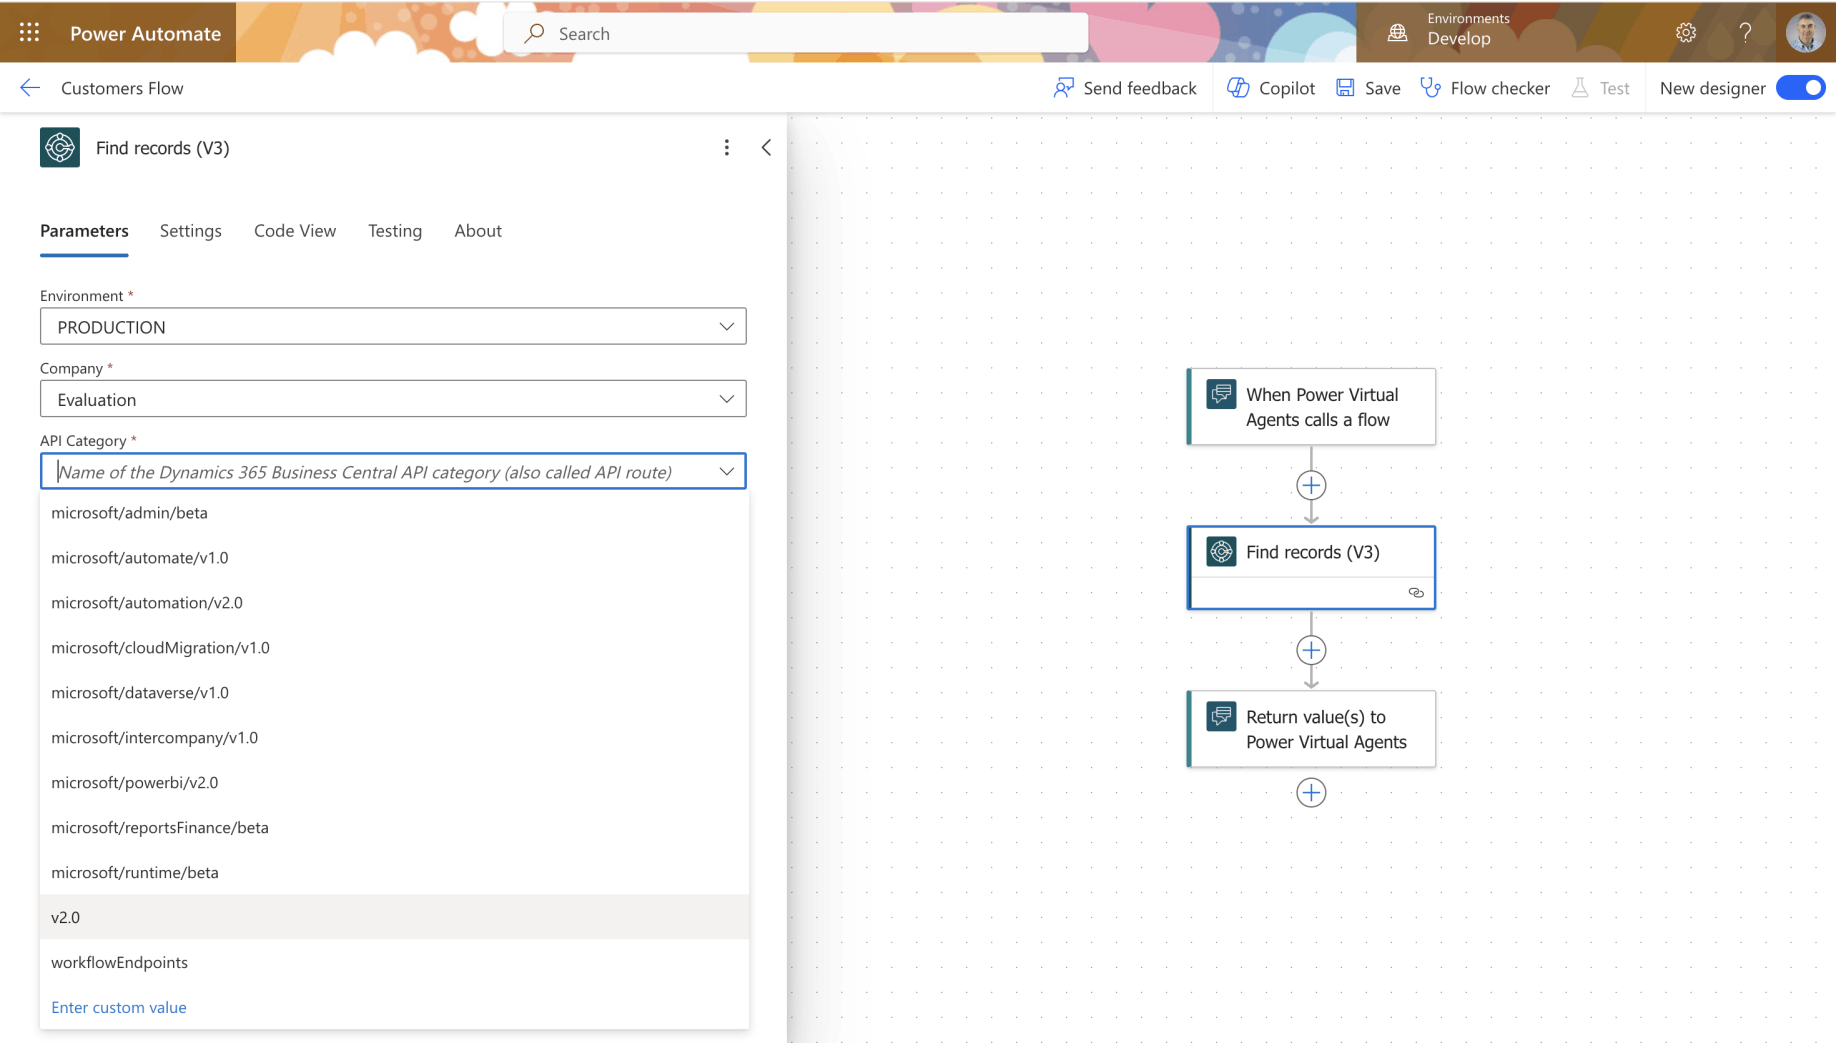 Power Automate
Search
Environments
Develop
?
Customers Flow
Send feedback
Copilot
Save
Flow checker
Test
New designer
Find records (V3)
Parameters
Settings
Code View
Testing
About
Environment *
PRODUCTION
Company *
Evaluation
API Category *
Name of the Dynamics 365 Business Central API category (also called API route)
microsoft/admin/beta
microsoft/automate/v1.0
microsoft/automation/v2.0
microsoft/cloudMigration/v1.0
microsoft/dataverse/v1.0
microsoft/intercompany/v1.0
microsoft/powerbi/v2.0
microsoft/reportsFinance/beta
microsoft/runtime/beta
v2.0
workflowEndpoints
Enter custom value
When Power Virtual
Agents calls a flow
Find records (V3)
Return value(s) to
Power Virtual Agents